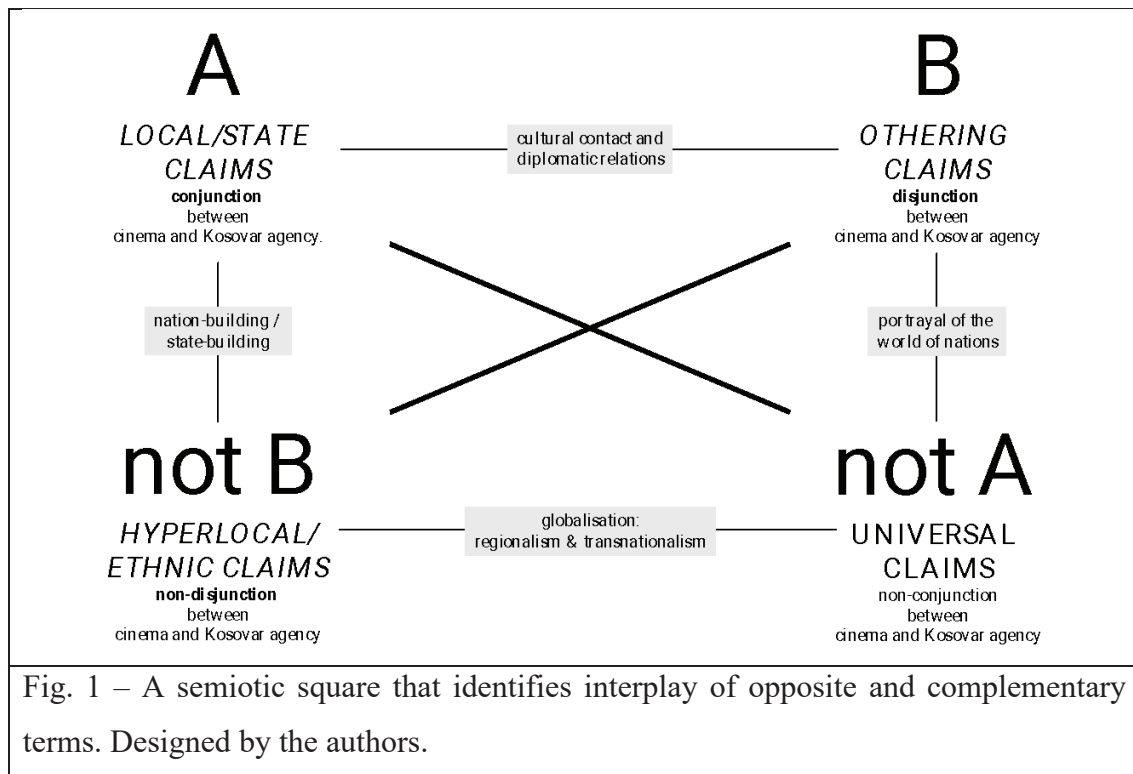 A
B
LOCAL/STATE
CLAIMS
conjunction
between
cinema and Kosovar agency.
cultural contact and
diplomatic relations
OTHERING
CLAIMS
disjunction
between
cinema and Kosovar agency
nation-building /
state-building
portrayal of the
world of nations
not B
not A
HYPERLOCAL/
ETHNIC CLAIMS
non-disjunction
between
cinema and Kosovar agency
globalisation:
regionalism & transnationalism
UNIVERSAL
CLAIMS
non-conjunction
between
cinema and Kosovar agency
Fig. 1 – A semiotic square that identifies interplay of opposite and complementary
terms. Designed by the authors.